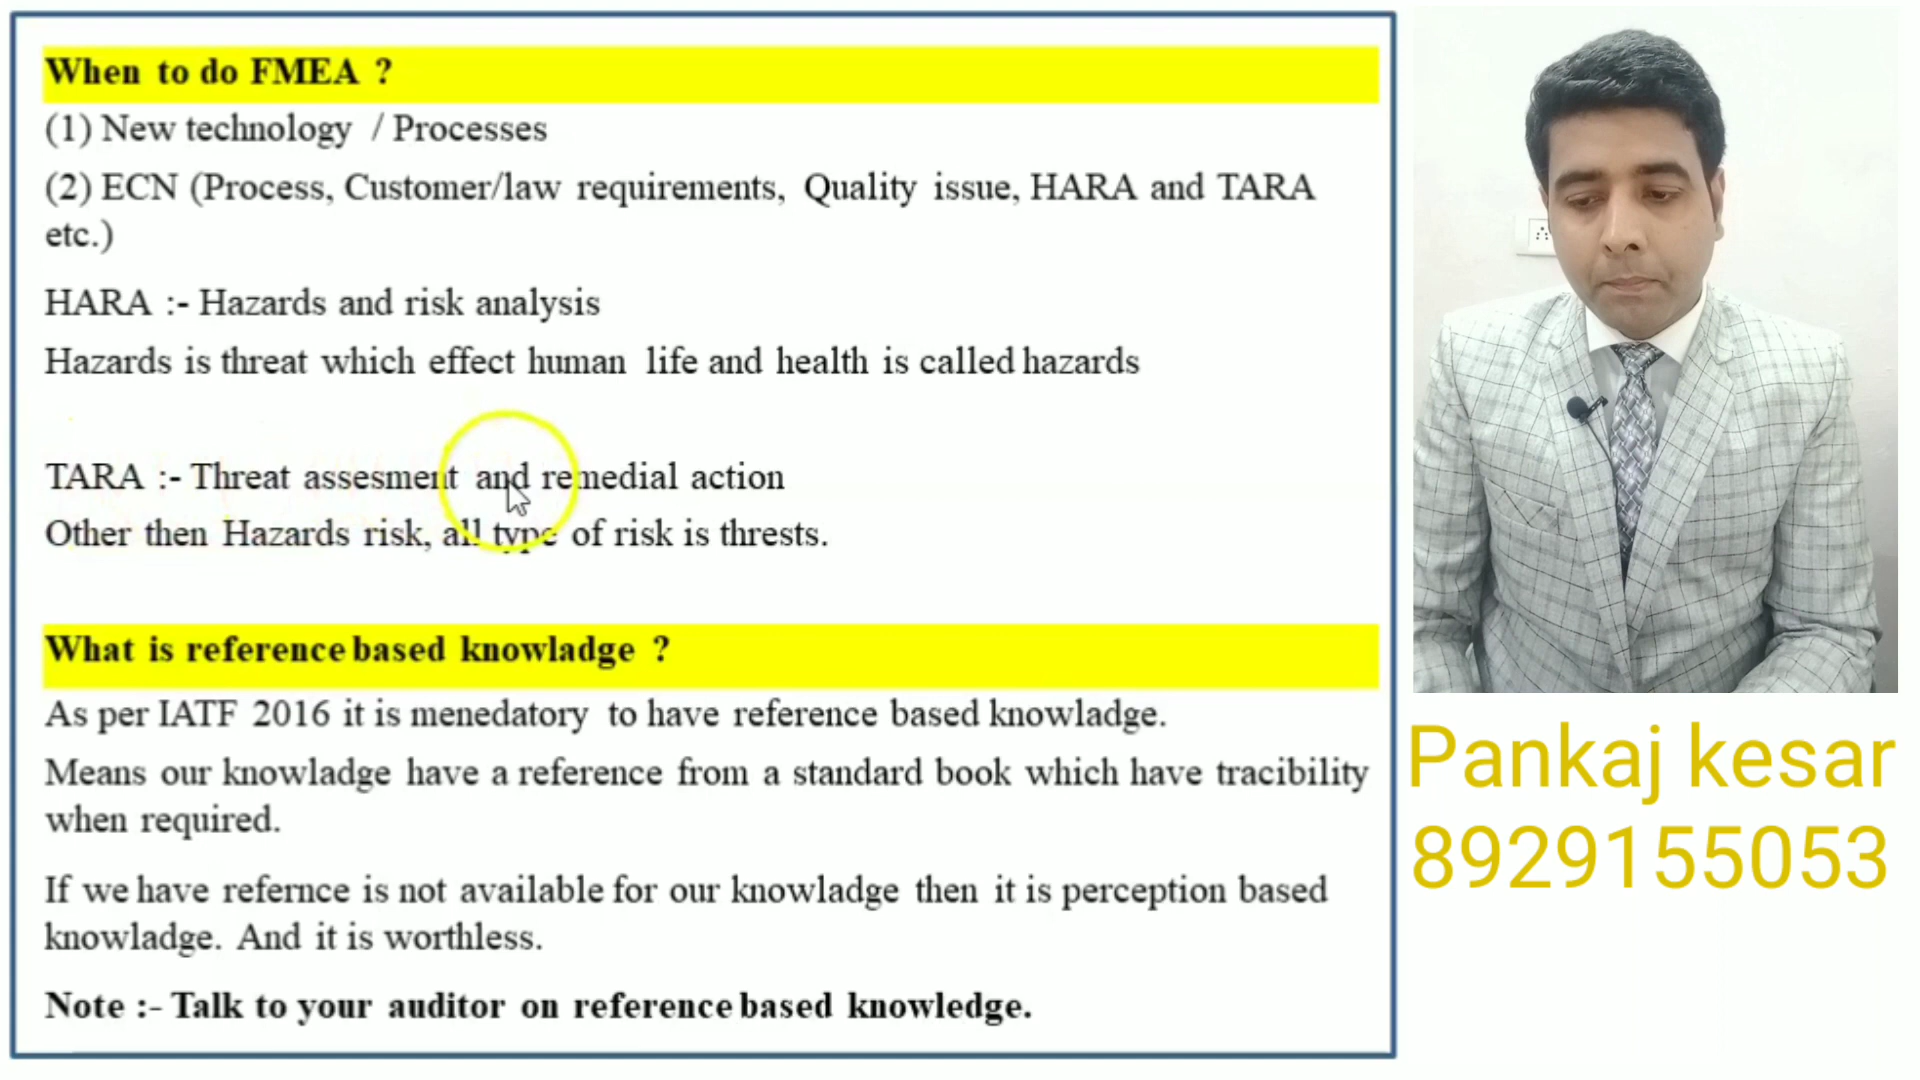 When to do FMEA ?
(1) New technology / Processes
(2) ECN (Process, Customer/law requirements, Quality issue, HARA and TARA
etc.)
HARA :- Hazards and risk analysis
Hazards is threat which effect human life and health is called hazards
TARA :- Threat assesment and remedial action
Other then Hazards risk, all type of risk is thrests.
What is reference based knowladge ?
As per IATF 2016 it is menedatory to have reference based knowladge.
Means our knowladge have a reference from a standard book which have tracibility
when required.
If we have refernce is not available for our knowladge then it is perception based
knowladge. And it is worthless.
Note :- Talk to your auditor on reference based knowledge.
Pankaj kesar
8929155053